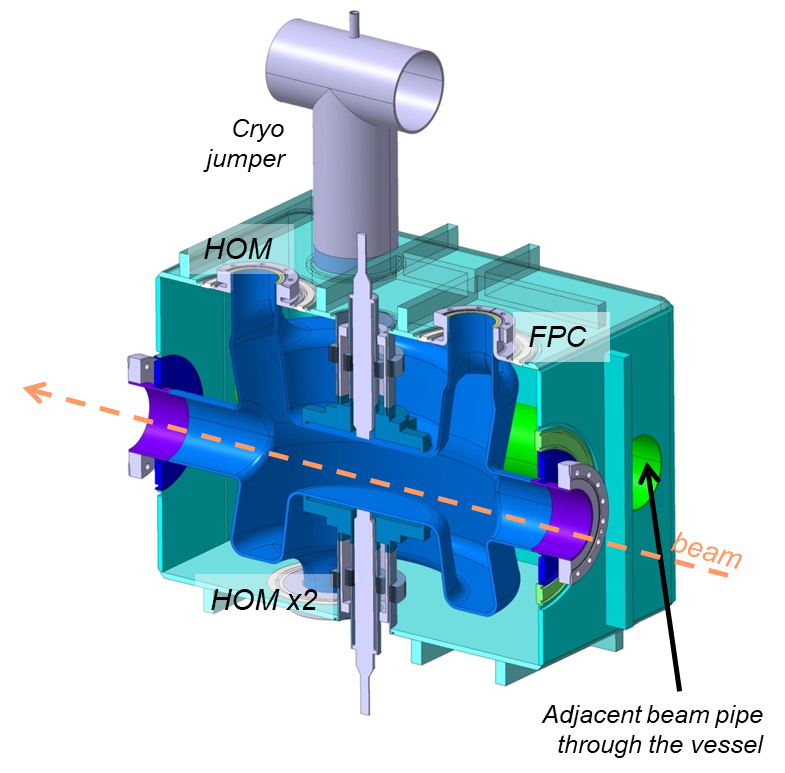 Cryo
jumper
HOM
FPC
beam
HOM x2
Adjacent beam pipe
through the vessel